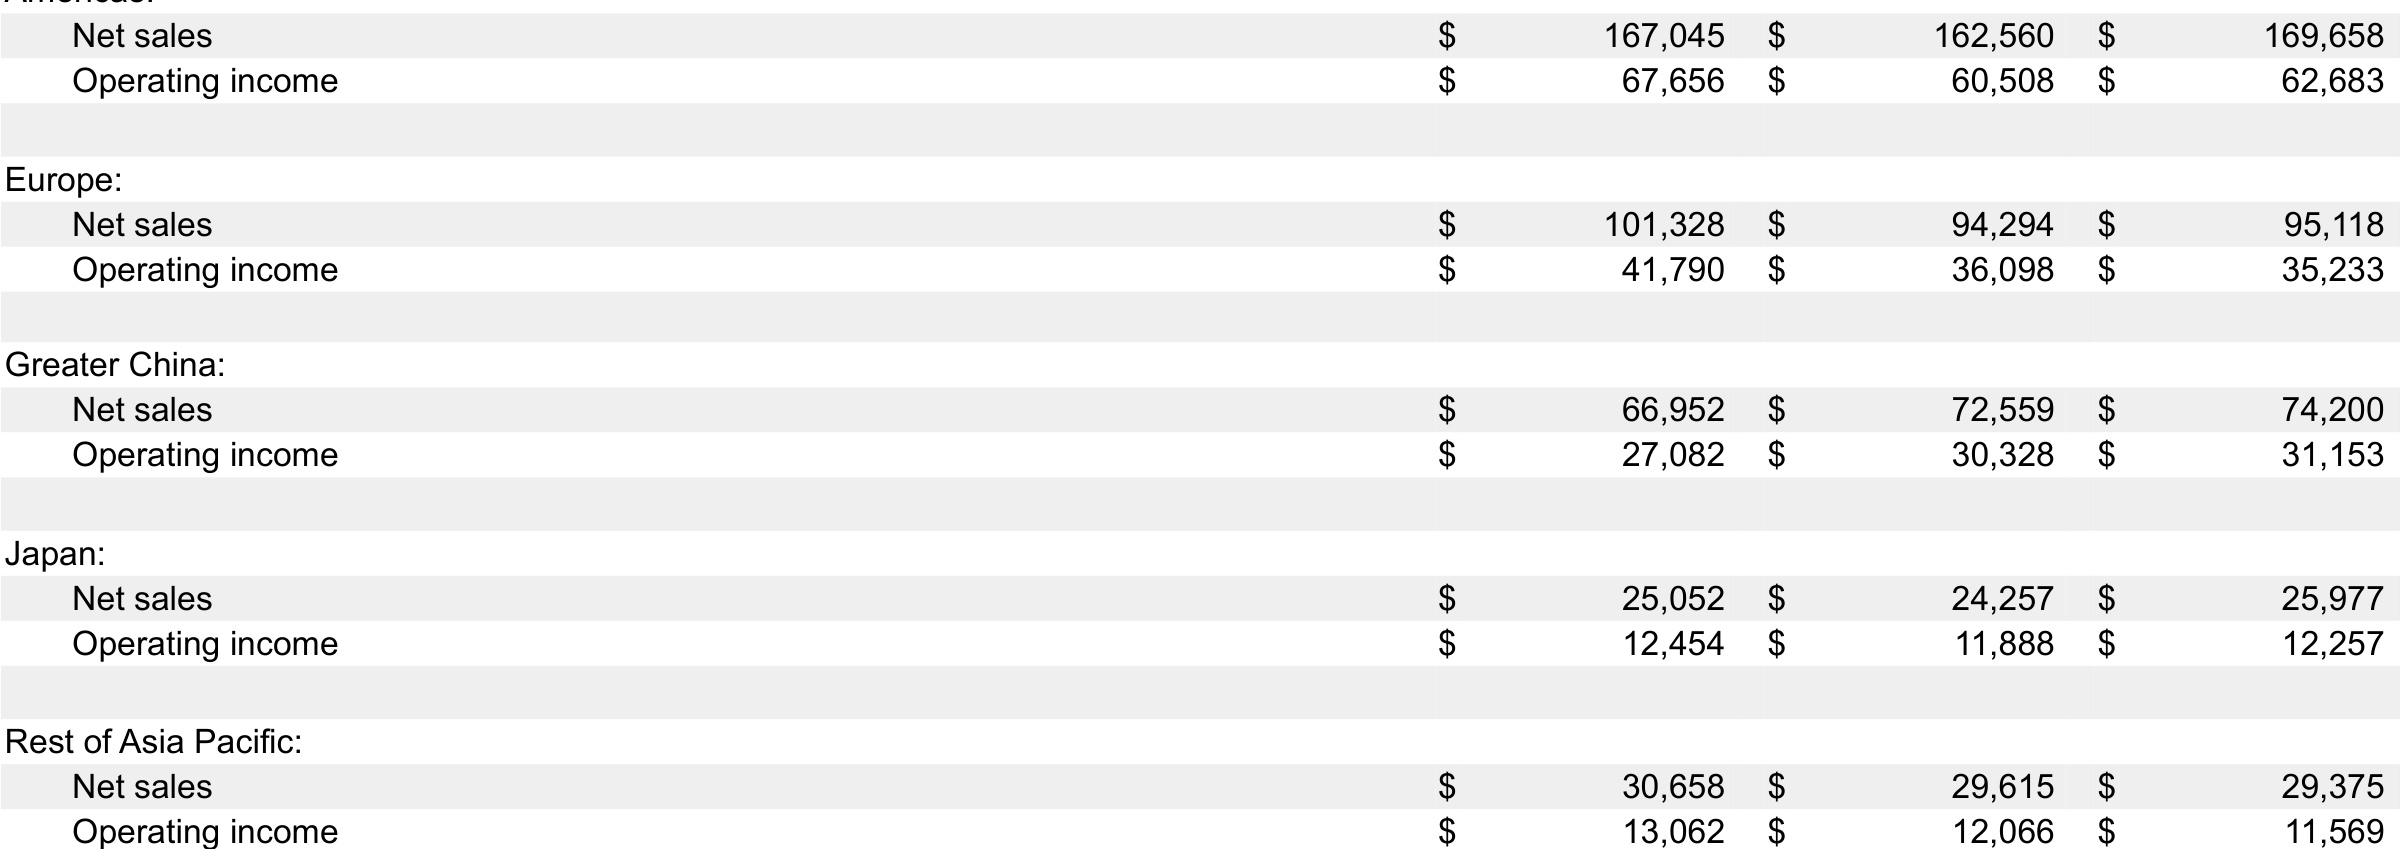 Americas:
Net sales $ 167,045 $ 162,560 $ 169,658
Operating income $ 67,656 $ 60,508 $ 62,683
Europe:
Net sales $ 101,328 $ 94,294 $ 95,118
Operating income $ 41,790 $ 36,098 $ 35,233
Greater China:
Net sales $ 66,952 $ 72,559 $ 74,200
Operating income $ 27,082 $ 30,328 $ 31,153
Japan:
Net sales $ 25,052 $ 24,257 $ 25,977
Operating income $ 12,454 $ 11,888 $ 12,257
Rest of Asia Pacific:
Net sales $ 30,658 $ 29,615 $ 29,375
Operating income $ 13,062 $ 12,066 $ 11,569